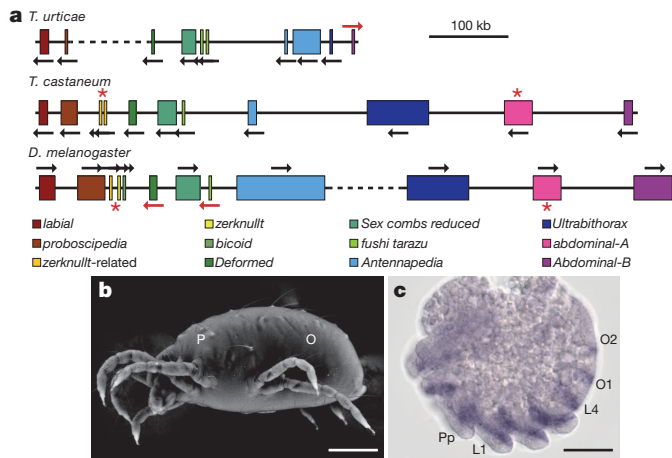 a
T. urticae
100 kb
T. castaneum
D. melanogaster
labial
zerknullt
Sex combs reduced
Ultrabithorax
proboscipedia
bicoid
fushi tarazu
abdominal-A
zerknullt-related
Deformed
Antennapedia
Abdominal-B
b
P
O
c
O2
O1
L4
L1
Pp